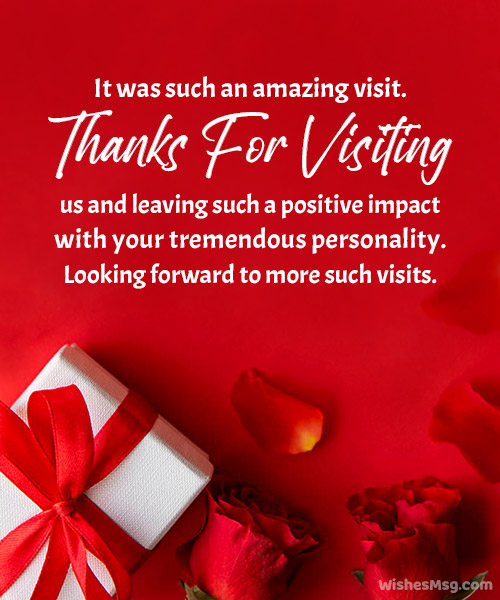 It was such an amazing visit.
Thanks For Visiting
us and leaving such a positive impact
with your tremendous personality.
Looking forward to more such visits.
WishesMsg.com